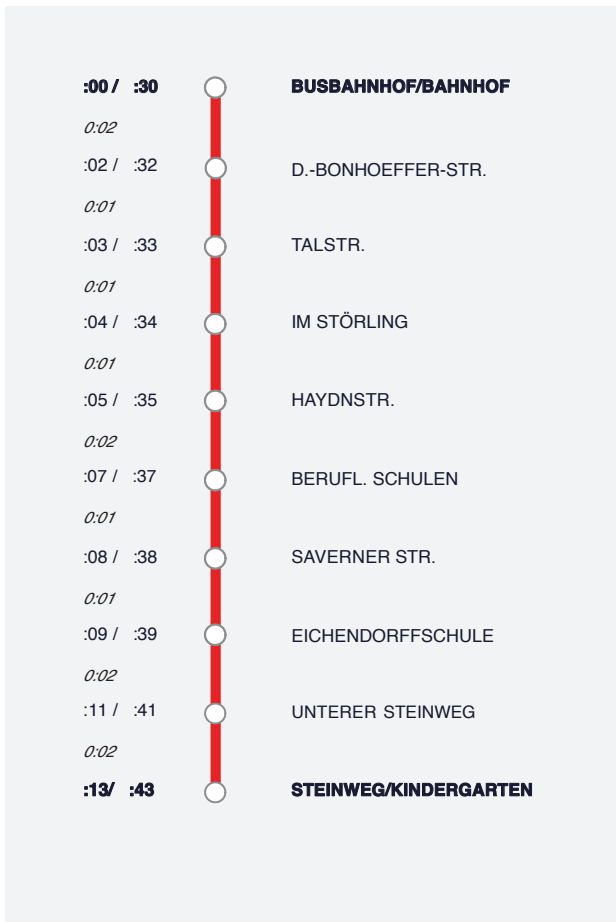 :00 / :30 BUSBAHNHOF/BAHNHOF
0:02
:02 / :32 D.-BONHOEFFER-STR.
0:01
:03 / :33 TALSTR.
0:01
:04 / :34 IM STÖRLING
0:01
:05 / :35 HAYDNSTR.
0:02
:07 / :37 BERUFL. SCHULEN
0:01
:08 / :38 SAVERNER STR.
0:01
:09 / :39 EICHENDORFFSCHULE
0:02
:11 / :41 UNTERER STEINWEG
0:02
:13/ :43 STEINWEG/KINDERGARTEN